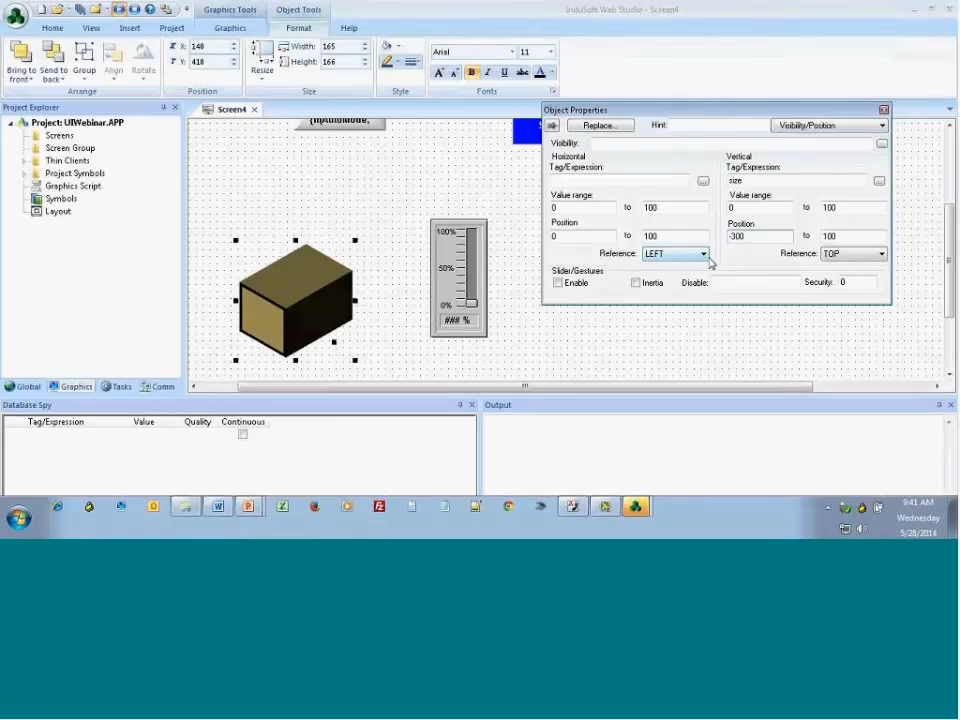 Graphics Tools Object Tools InduSoft Web Studio - Screen4
Home View Insert Project Graphics Format Help
Bring to front Send to back Group Align Rotate
X: 140
Y: 410
Resize
Width: 165
Height: 166
Arial 11
B I U abc A
Arrange Position Size Style Fonts
Project Explorer
Project: UIWebinar.APP
Screens
Screen Group
Thin Clients
Project Symbols
Graphics Script
Symbols
Layout
Global Graphics Tasks Comm
Screen4
100%
50%
0%
### %
Object Properties
Replace... Hint: Visibility/Position
Visibility:
Horizontal Vertical
Tag/Expression: Tag/Expression:
size
Value range: Value range:
0 to 100 0 to 100
Position Position
0 to 100 -300 to 100
Reference: LEFT Reference: TOP
Slider/Gestures
Enable Inertia Disable: Security: 0
Database Spy
Tag/Expression Value Quality Continuous
Output
9:41 AM
Wednesday
5/28/2014